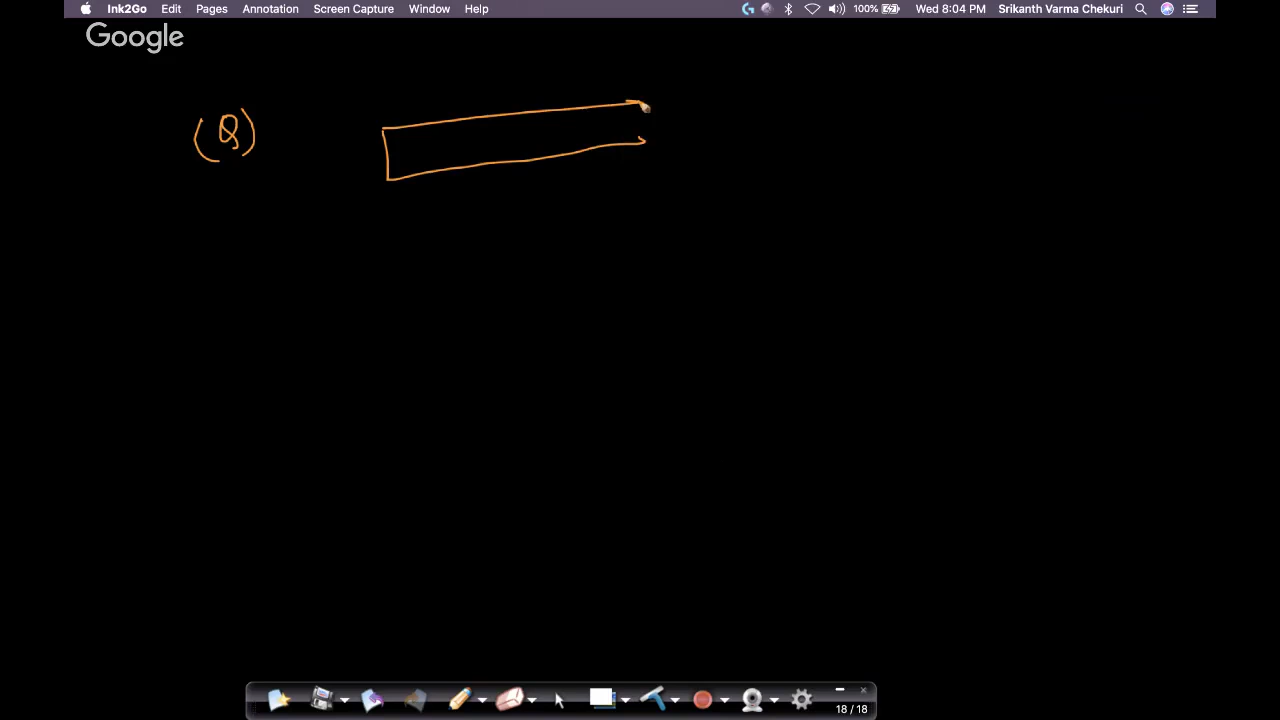 Ink2Go Edit Pages Annotation Screen Capture Window Help 100% Wed 8:04 PM Srikanth Varma Chekuri
Google
(Q)
18 / 18